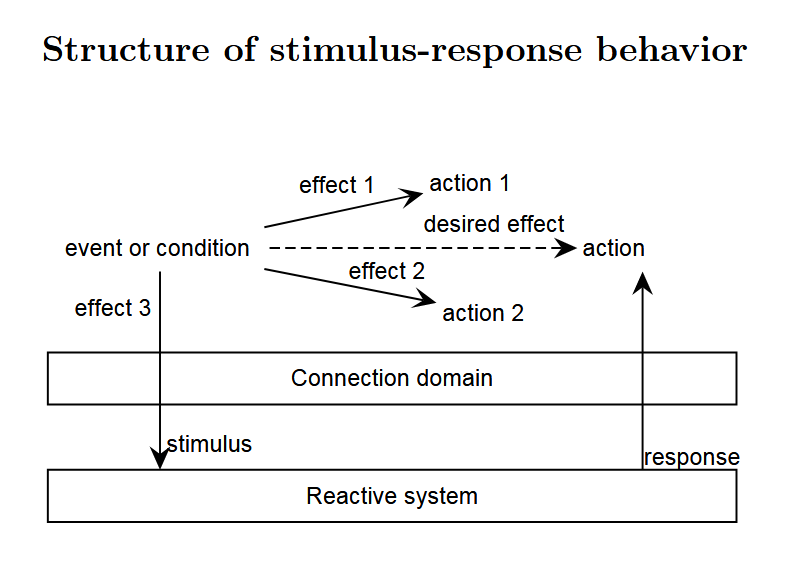 Structure of stimulus-response behavior
effect 1
action 1
desired effect
event or condition
action
effect 2
effect 3
action 2
Connection domain
stimulus
response
Reactive system